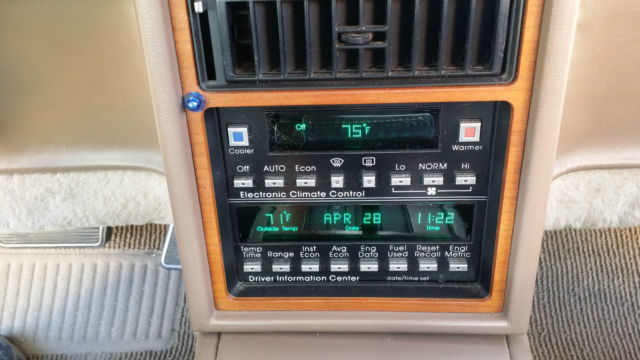 Off 75°F
Cooler Warmer
Off AUTO Econ Lo NORM Hi
Electronic Climate Control
71°F APR 28 11:22
Outside Temp Date Time
Temp Time Range Inst Econ Avg Econ Eng Data Fuel Used Reset Recall Engl Metric
Driver Information Center date/time set